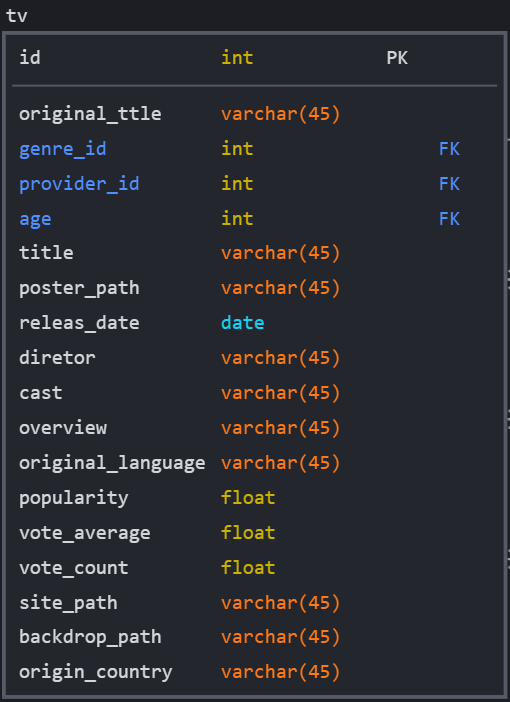 tv
id int PK
original_ttle varchar(45)
genre_id int FK
provider_id int FK
age int FK
title varchar(45)
poster_path varchar(45)
releas_date date
diretor varchar(45)
cast varchar(45)
overview varchar(45)
original_language varchar(45)
popularity float
vote_average float
vote_count float
site_path varchar(45)
backdrop_path varchar(45)
origin_country varchar(45)